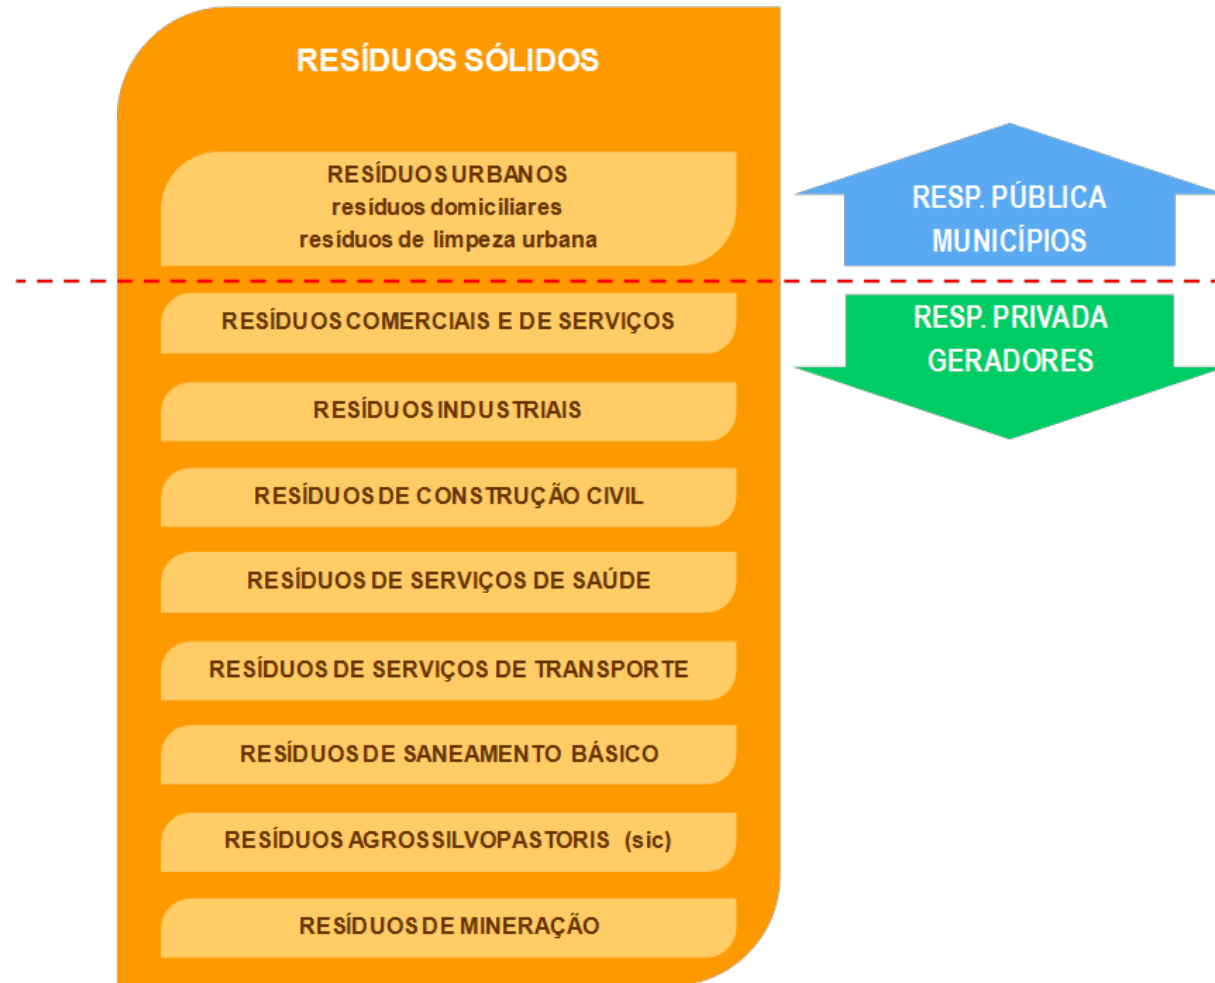 RESÍDUOS SÓLIDOS
RESÍDUOS URBANOS
resíduos domiciliares
resíduos de limpeza urbana
RESP. PÚBLICA
MUNICÍPIOS
RESP. PRIVADA
GERADORES
RESÍDUOS COMERCIAIS E DE SERVIÇOS
RESÍDUOS INDUSTRIAIS
RESÍDUOS DE CONSTRUÇÃO CIVIL
RESÍDUOS DE SERVIÇOS DE SAÚDE
RESÍDUOS DE SERVIÇOS DE TRANSPORTE
RESÍDUOS DE SANEAMENTO BÁSICO
RESÍDUOS AGROSSILVOPASTORIS (sic)
RESÍDUOS DE MINERAÇÃO